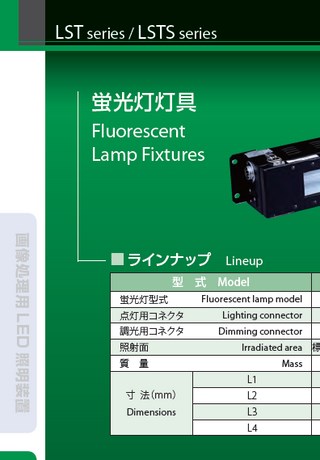 LST series / LSTS series
蛍光灯灯具
Fluorescent
Lamp Fixtures
画像処理用LED照明装置
ラインナップ Lineup
型 式 Model
蛍光灯型式 Fluorescent lamp model
点灯用コネクタ Lighting connector
調光用コネクタ Dimming connector
照射面 Irradiated area
質 量 Mass
寸 法(mm)
Dimensions
L1
L2
L3
L4